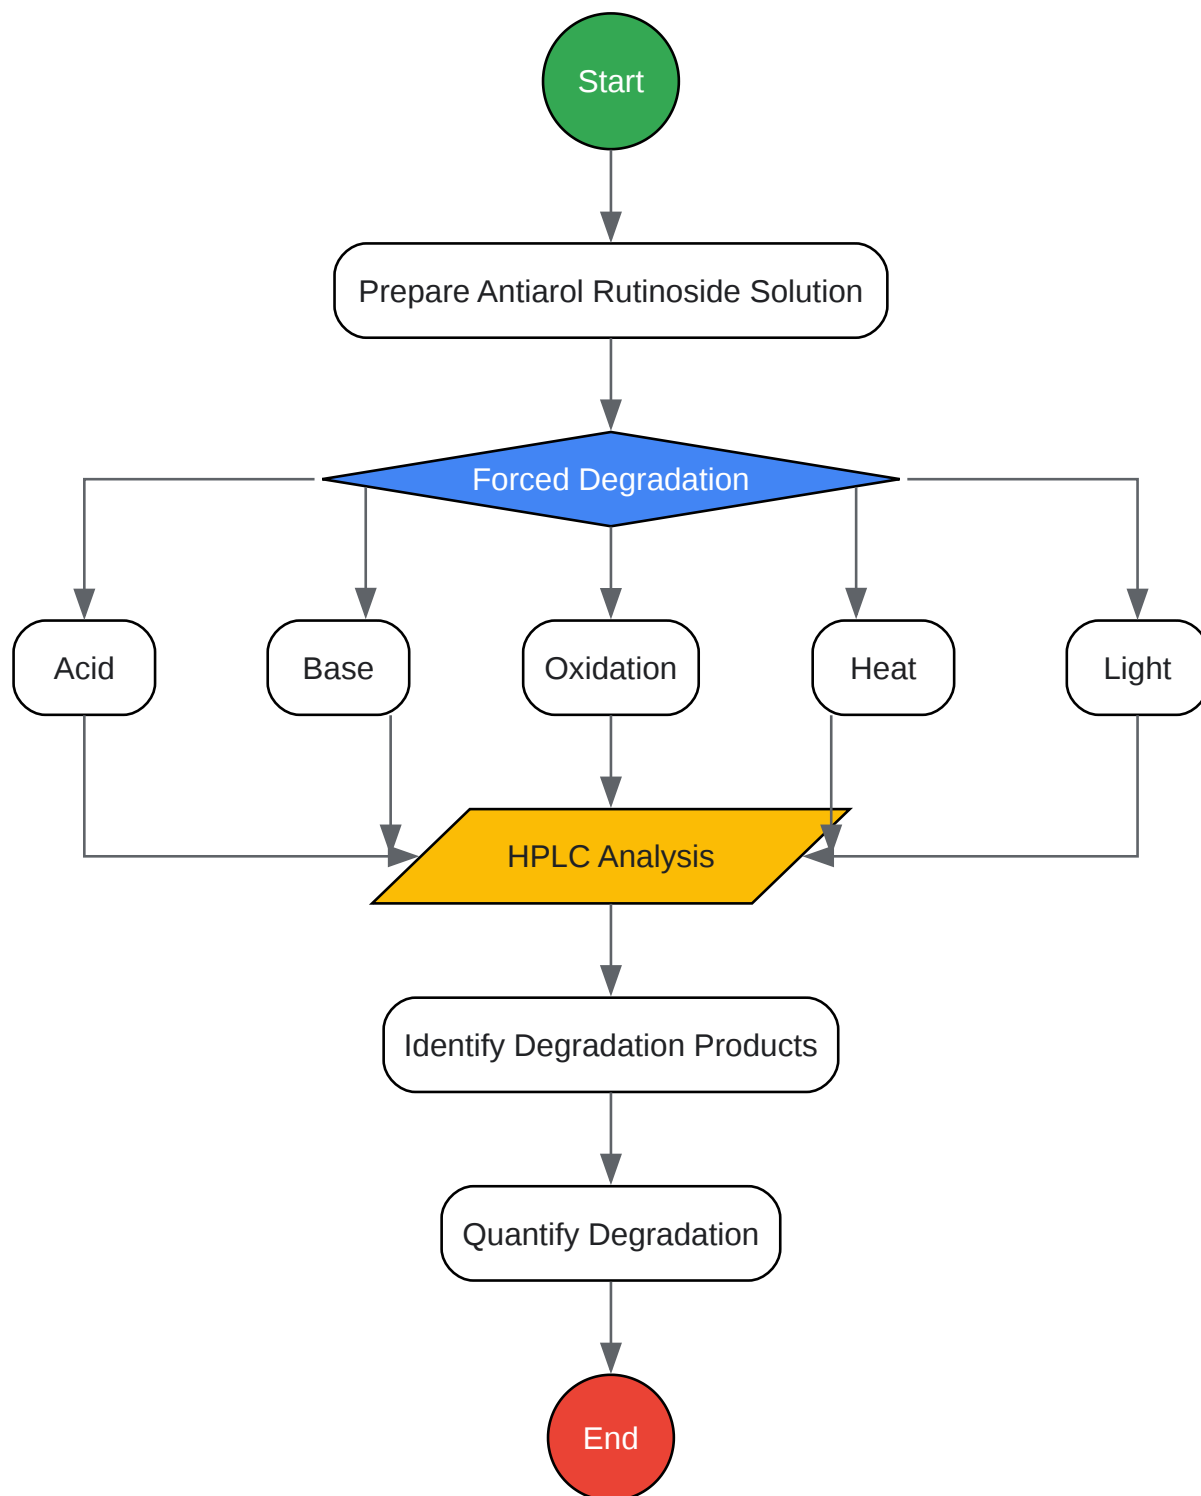 Start
Prepare Antiarol Rutinoside Solution
Forced Degradation
Acid
Base
Oxidation
Heat
Light
HPLC Analysis
Identify Degradation Products
Quantify Degradation
End